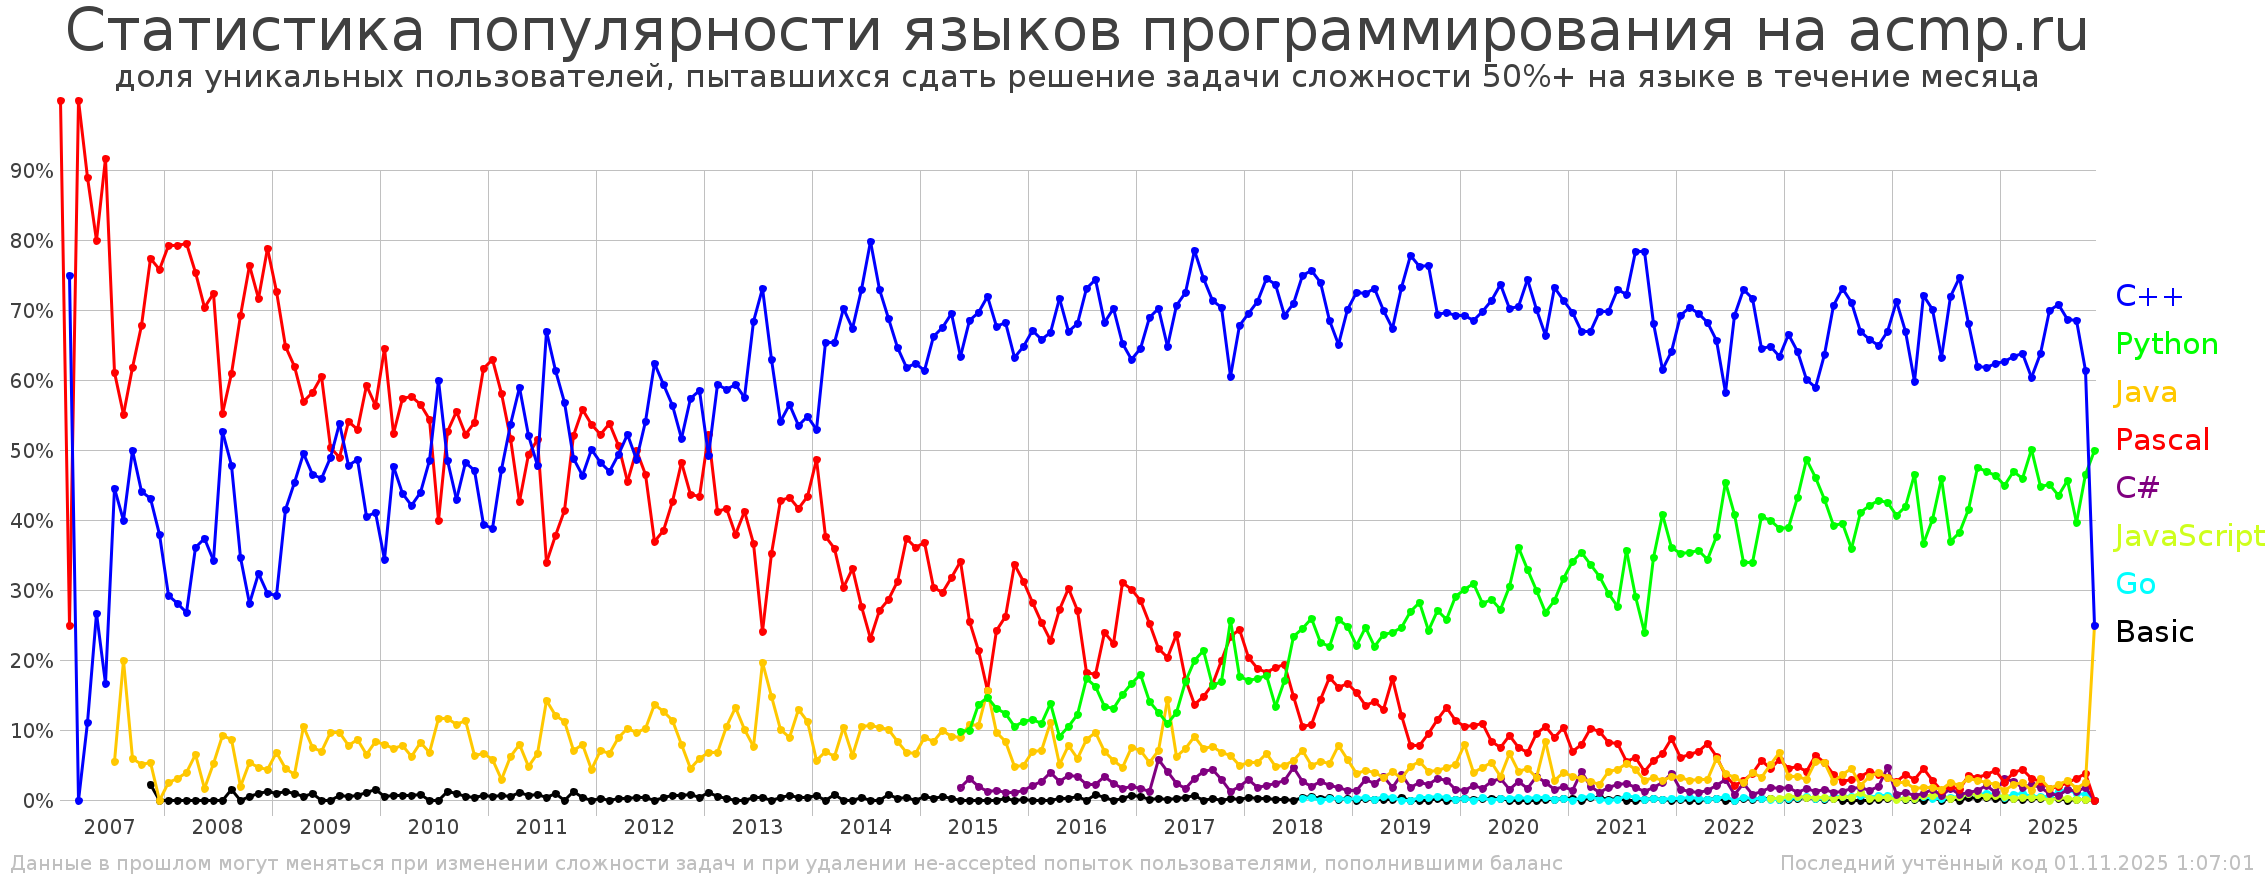 Статистика популярности языков программирования на acmp.ru
доля уникальных пользователей, пытавшихся сдать решение задачи сложности 50%+ на языке в течение месяца
90%
80%
70%
60%
50%
40%
30%
20%
10%
0%
C++
Python
Java
Pascal
C#
JavaScript
Go
Basic
2007 2008 2009 2010 2011 2012 2013 2014 2015 2016 2017 2018 2019 2020 2021 2022 2023 2024 2025
Данные в прошлом могут меняться при изменении сложности задач и при удалении не-accepted попыток пользователями, пополнившими баланс
Последний учтённый код 01.11.2025 1:07:01